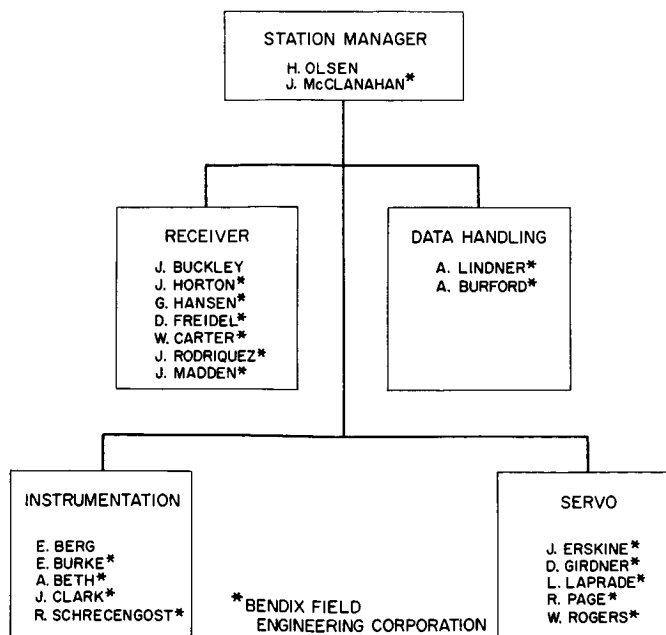 STATION MANAGER
H. OLSEN
J. McCLANAHAN*
RECEIVER
J. BUCKLEY
J. HORTON*
G. HANSEN*
D. FREIDEL*
W. CARTER*
J. RODRIQUEZ*
J. MADDEN*
DATA HANDLING
A. LINDNER*
A. BURFORD*
INSTRUMENTATION
E. BERG
E. BURKE*
A. BETH*
J. CLARK*
R. SCHRECENGOST*
SERVO
J. ERSKINE*
D. GIRDNER*
L. LAPRADE*
R. PAGE*
W. ROGERS*
*BENDIX FIELD
ENGINEERING CORPORATION